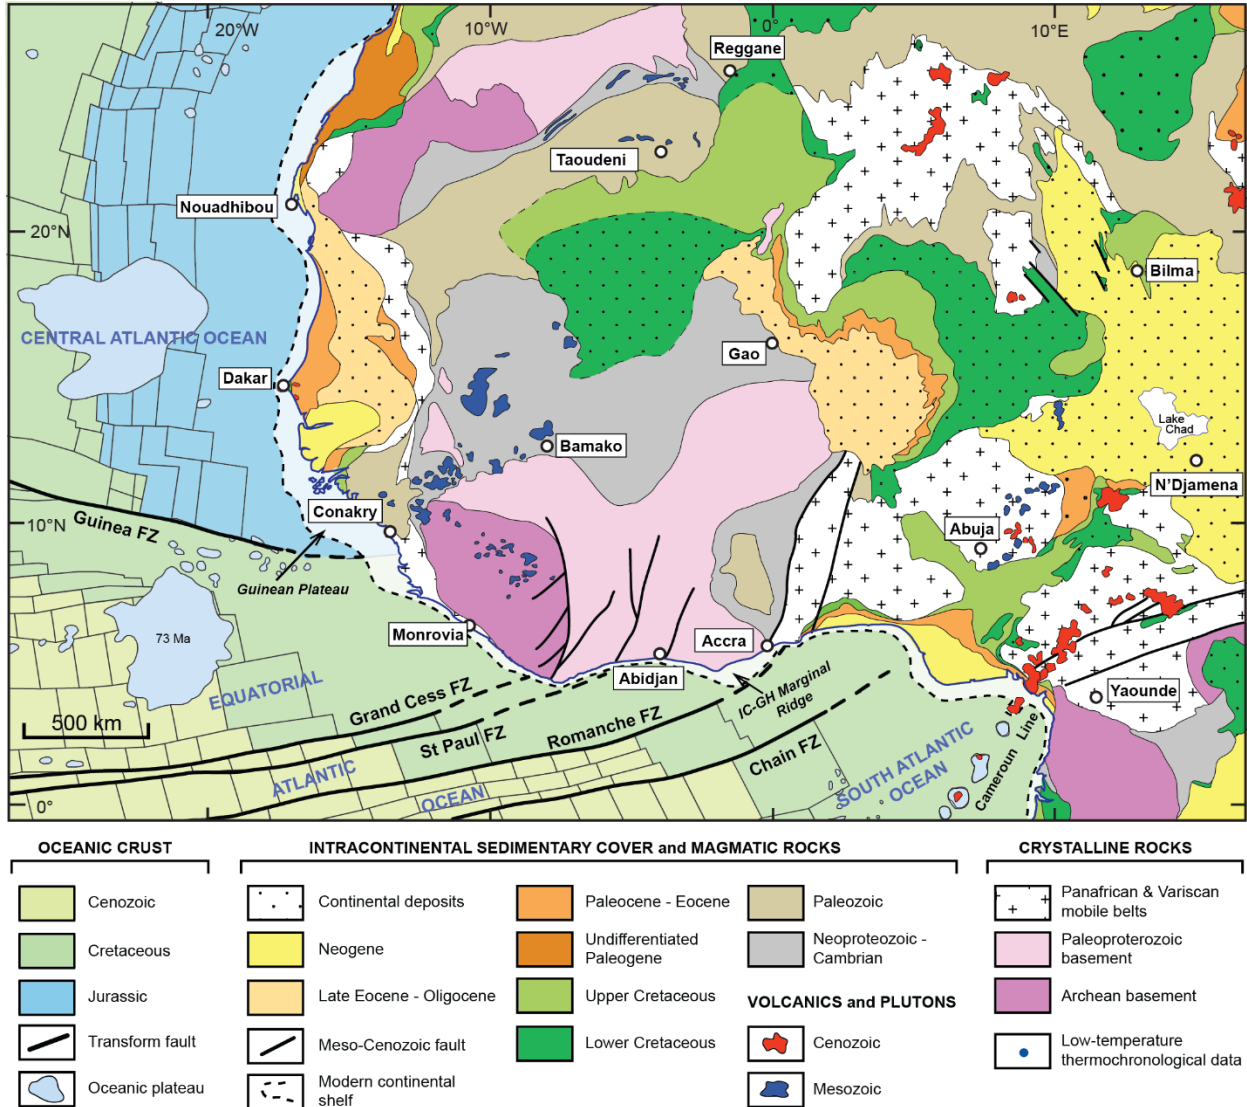 20°W
10°W
0°
10°E
Reggane
Taoudeni
Nouadhibou
20°N
Bilma
CENTRAL ATLANTIC OCEAN
Gao
Dakar
Lake
Chad
Bamako
N'Djamena
Conakry
10°N
Guinea FZ
Abuja
Guinean Plateau
73 Ma
Monrovia
Accra
Abidjan
IC-GH Marginal
Ridge
Yaounde
EQUATORIAL
Grand Cess FZ
500 km
St Paul FZ
Romanche FZ
Chain FZ
ATLANTIC
OCEAN
SOUTH ATLANTIC
OCEAN
Cameroun Line
0°
OCEANIC CRUST
Cenozoic
Cretaceous
Jurassic
Transform fault
Oceanic plateau
INTRACONTINENTAL SEDIMENTARY COVER and MAGMATIC ROCKS
Continental deposits
Neogene
Late Eocene - Oligocene
Meso-Cenozoic fault
Modern continental
shelf
Paleocene - Eocene
Undifferentiated
Paleogene
Upper Cretaceous
Lower Cretaceous
Paleozoic
Neoproteozoic -
Cambrian
VOLCANICS and PLUTONS
Cenozoic
Mesozoic
CRYSTALLINE ROCKS
Panafrican & Variscan
mobile belts
Paleoproterozoic
basement
Archean basement
Low-temperature
thermochronological data